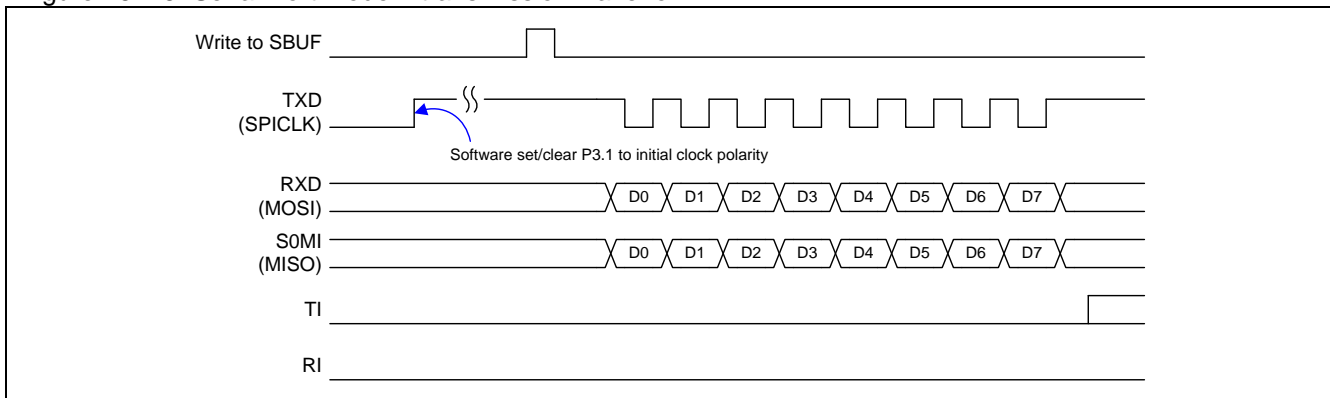 Write to SBUF
TXD
(SPICLK)
Software set/clear P3.1 to initial clock polarity
RXD
(MOSI)
D0 D1 D2 D3 D4 D5 D6 D7
S0MI
(MISO)
D0 D1 D2 D3 D4 D5 D6 D7
TI
RI